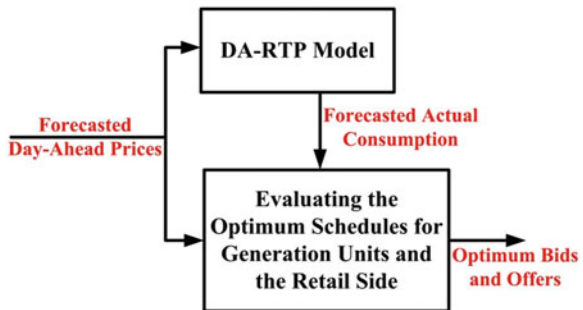 DA-RTP Model
Forecasted
Day-Ahead Prices
Forecasted Actual
Consumption
Evaluating the
Optimum Schedules for
Generation Units and
the Retail Side
Optimum Bids
and Offers